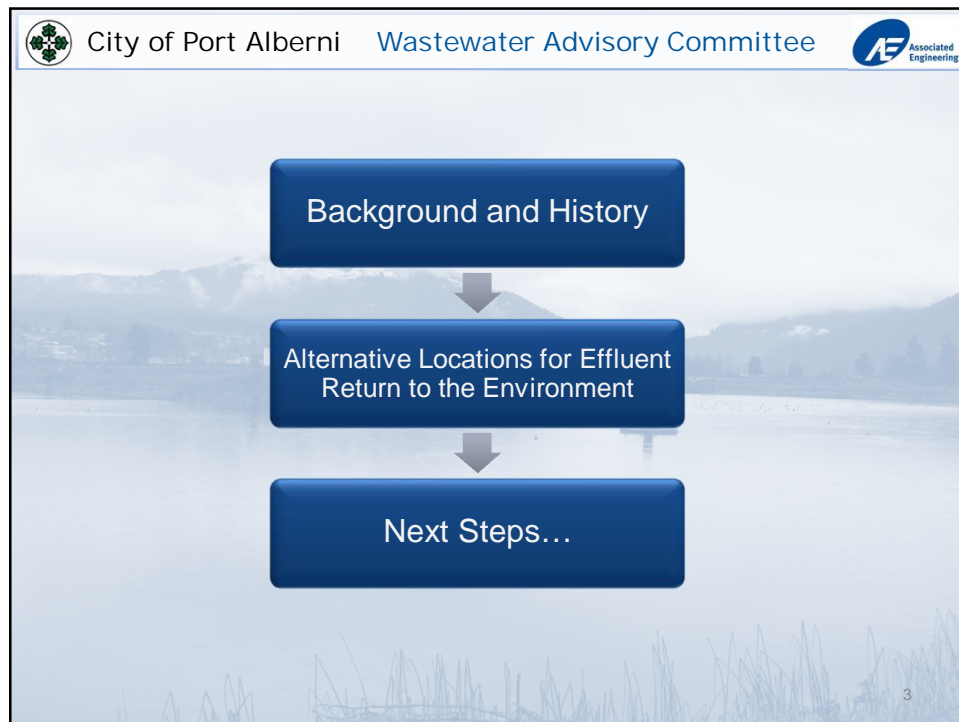 City of Port Alberni Wastewater Advisory Committee
AE Associated
Engineering
Background and History
Alternative Locations for Effluent
Return to the Environment
Next Steps…
3